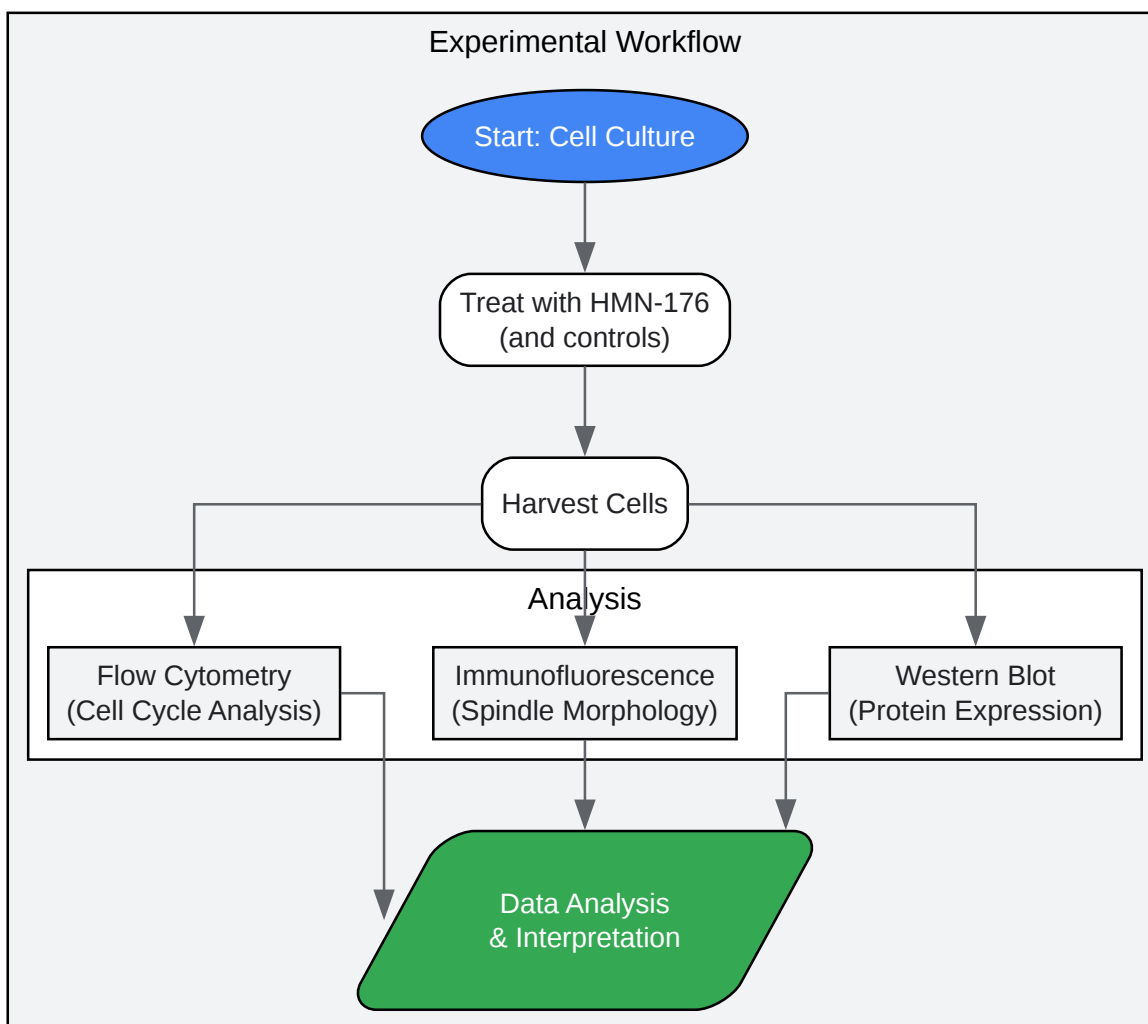 Experimental Workflow
Start: Cell Culture
Treat with HMN-176
(and controls)
Harvest Cells
Analysis
Flow Cytometry
(Cell Cycle Analysis)
Immunofluorescence
(Spindle Morphology)
Western Blot
(Protein Expression)
Data Analysis
& Interpretation